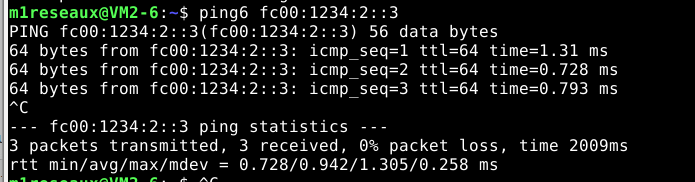 m1reseaux@VM2-6:~$ ping6 fc00:1234:2::3
PING fc00:1234:2::3(fc00:1234:2::3) 56 data bytes
64 bytes from fc00:1234:2::3: icmp_seq=1 ttl=64 time=1.31 ms
64 bytes from fc00:1234:2::3: icmp_seq=2 ttl=64 time=0.728 ms
64 bytes from fc00:1234:2::3: icmp_seq=3 ttl=64 time=0.793 ms
^C
--- fc00:1234:2::3 ping statistics ---
3 packets transmitted, 3 received, 0% packet loss, time 2009ms
rtt min/avg/max/mdev = 0.728/0.942/1.305/0.258 ms
m1reseaux@VM2-6:~$ ^C